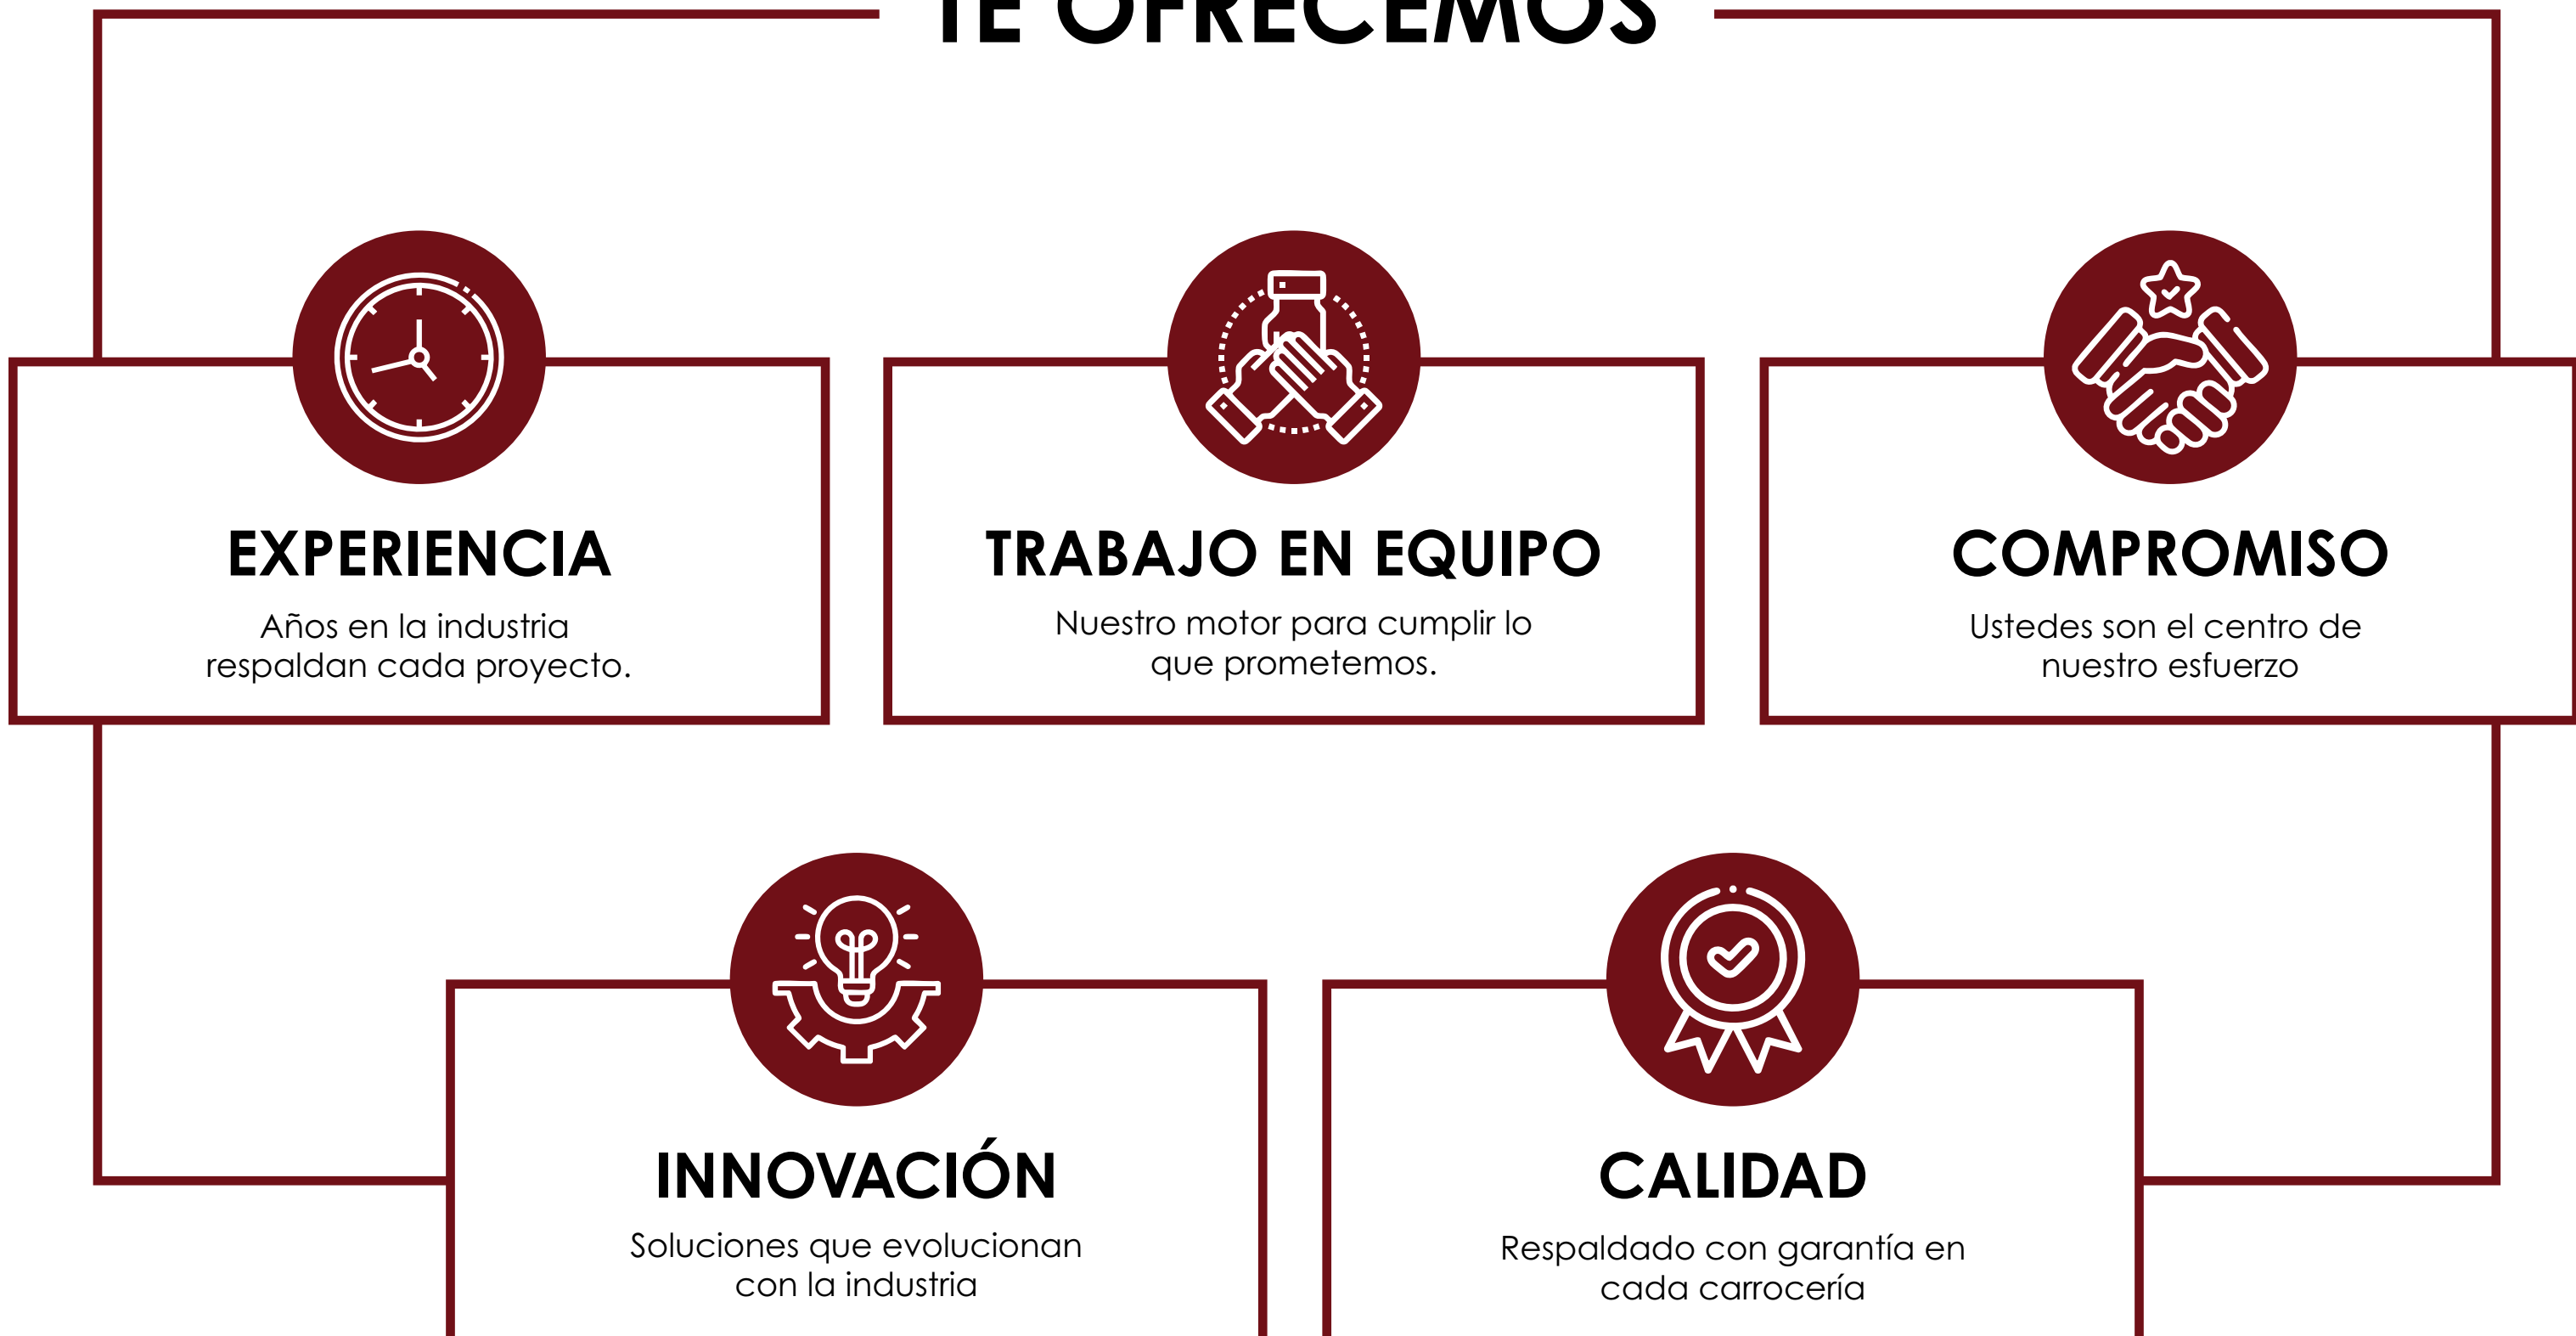 TE OFRECEMOS
EXPERIENCIA
Años en la industria
respaldan cada proyecto.
TRABAJO EN EQUIPO
Nuestro motor para cumplir lo
que prometemos.
COMPROMISO
Ustedes son el centro de
nuestro esfuerzo
INNOVACIÓN
Soluciones que evolucionan
con la industria
CALIDAD
Respaldado con garantía en
cada carrocería